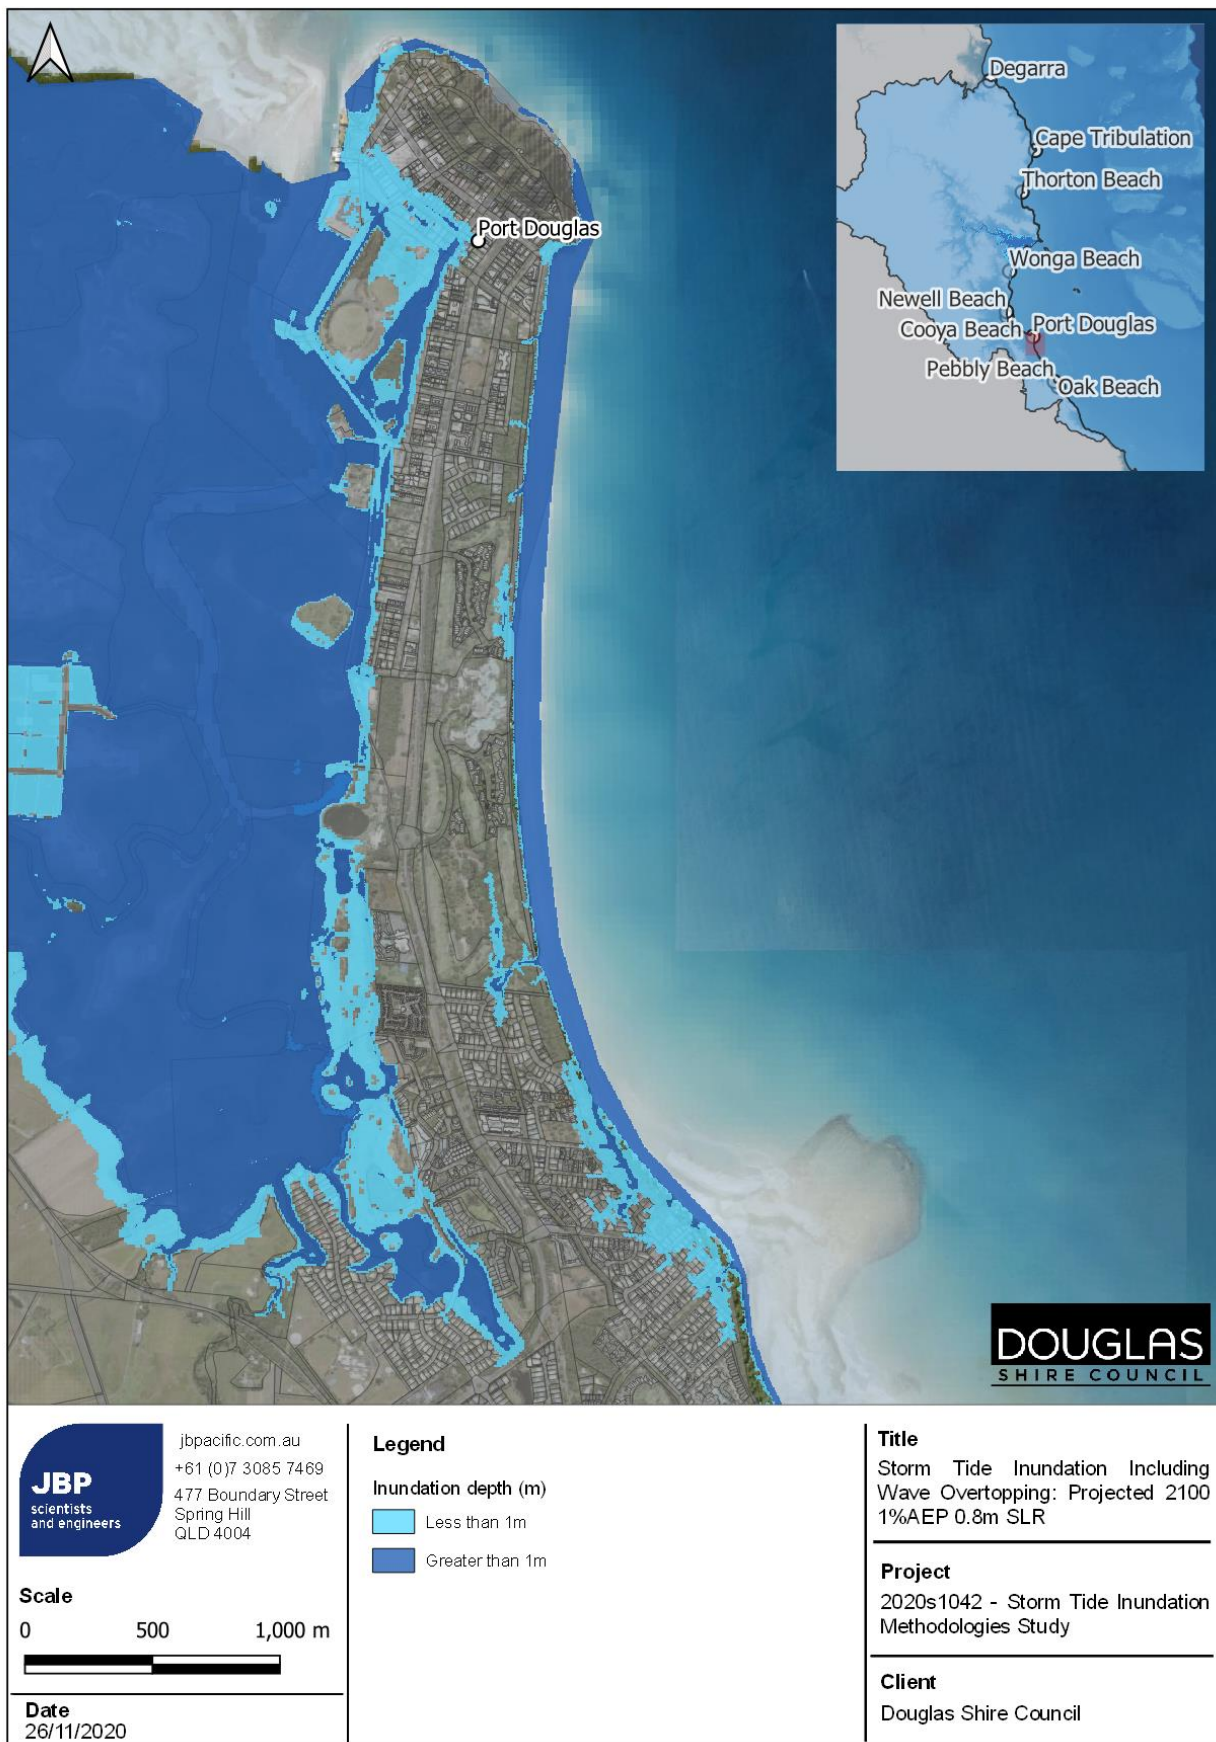 Degarra
Cape Tribulation
Thorton Beach
Wonga Beach
Newell Beach
Cooya Beach
Port Douglas
Pebbly Beach
Oak Beach
Port Douglas
DOUGLAS
SHIRE COUNCIL
JBP
scientists
and engineers
jbpacific.com.au
+61 (0)7 3085 7469
477 Boundary Street
Spring Hill
QLD 4004
Scale
0 500 1,000 m
Date
26/11/2020
Legend
Inundation depth (m)
Less than 1m
Greater than 1m
Title
Storm Tide Inundation Including
Wave Overtopping: Projected 2100
1%AEP 0.8m SLR
Project
2020s1042 - Storm Tide Inundation
Methodologies Study
Client
Douglas Shire Council